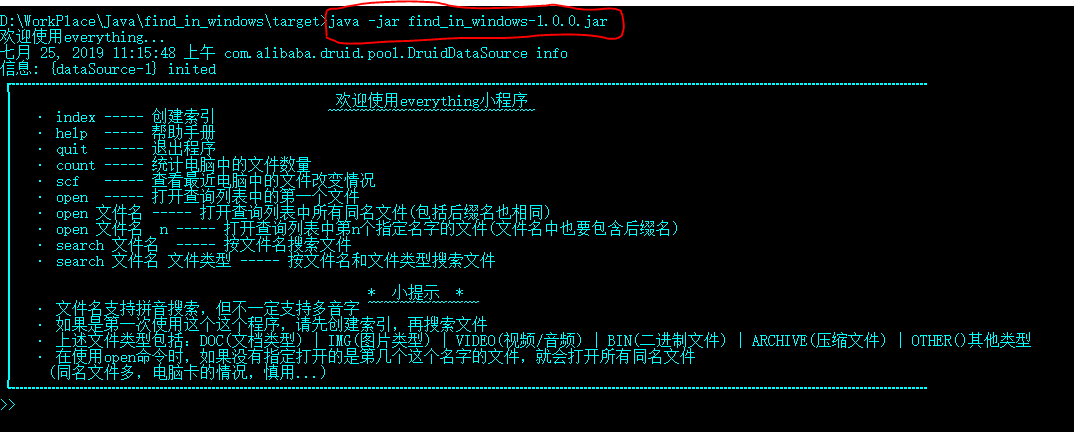 D:\WorkPlace\Java\find_in_windows\target>java -jar find_in_windows-1.0.0.jar
欢迎使用everything...
七月 25, 2019 11:15:48 上午 com.alibaba.druid.pool.DruidDataSource info
信息: {dataSource-1} inited
欢迎使用everything小程序
· index ----- 创建索引
· help ----- 帮助手册
· quit ----- 退出程序
· count ----- 统计电脑中的文件数量
· scf ----- 查看最近电脑中的文件改变情况
· open ----- 打开查询列表中的第一个文件
· open 文件名 ----- 打开查询列表中所有同名文件(包括后缀名也相同)
· open 文件名 n ----- 打开查询列表中第n个指定名字的文件(文件名中也要包含后缀名)
· search 文件名 ----- 按文件名搜索文件
· search 文件名 文件类型 ----- 按文件名和文件类型搜索文件
* 小提示 *
· 文件名支持拼音搜索，但不一定支持多音字
· 如果是第一次使用这个这个程序，请先创建索引，再搜索文件
· 上述文件类型包括：DOC(文档类型) | IMG(图片类型) | VIDEO(视频/音频) | BIN(二进制文件) | ARCHIVE(压缩文件) | OTHER()其他类型
· 在使用open命令时，如果没有指定打开的是第几个这个名字的文件，就会打开所有同名文件
(同名文件多，电脑卡的情况，慎用...)
>>